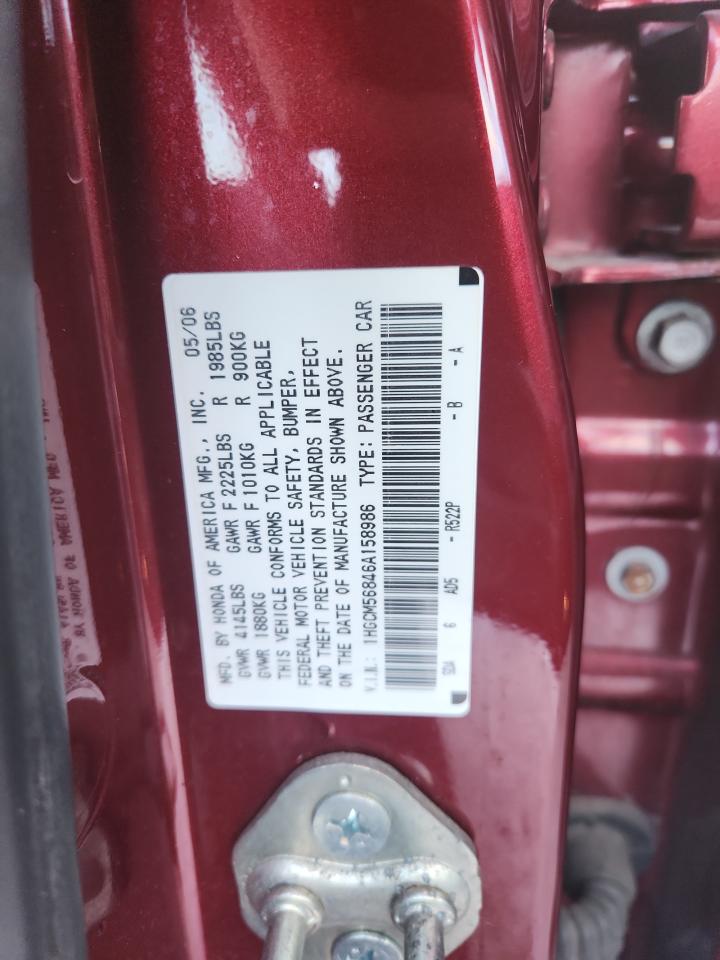 MFD. BY HONDA OF AMERICA MFG., INC. 05/06
GVWR 4145LBS GAWR F 2225LBS R 1985LBS
GVWR 1880KG GAWR F 1010KG R 900KG
THIS VEHICLE CONFORMS TO ALL APPLICABLE
FEDERAL MOTOR VEHICLE SAFETY, BUMPER,
AND THEFT PREVENTION STANDARDS IN EFFECT
ON THE DATE OF MANUFACTURE SHOWN ABOVE.
V.I.N.: 1HGCM56846A158986 TYPE: PASSENGER CAR
SDA 6 AD5 - R522P - B - A